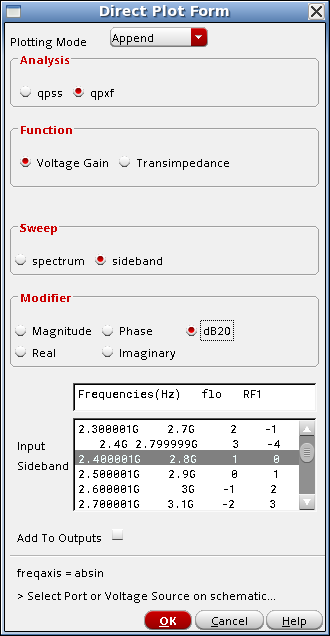 Direct Plot Form
Plotting Mode Append
Analysis
qpss qpxf
Function
Voltage Gain Transimpedance
Sweep
spectrum sideband
Modifier
Magnitude Phase dB20
Real Imaginary
Frequencies(Hz) flo RF1
Input
Sideband
2.300001G 2.7G 2 -1
2.4G 2.799999G 3 -4
2.400001G 2.8G 1 0
2.500001G 2.9G 0 1
2.600001G 3G -1 2
2.700001G 3.1G -2 3
Add To Outputs
freqaxis = absin
> Select Port or Voltage Source on schematic...
OK Cancel Help